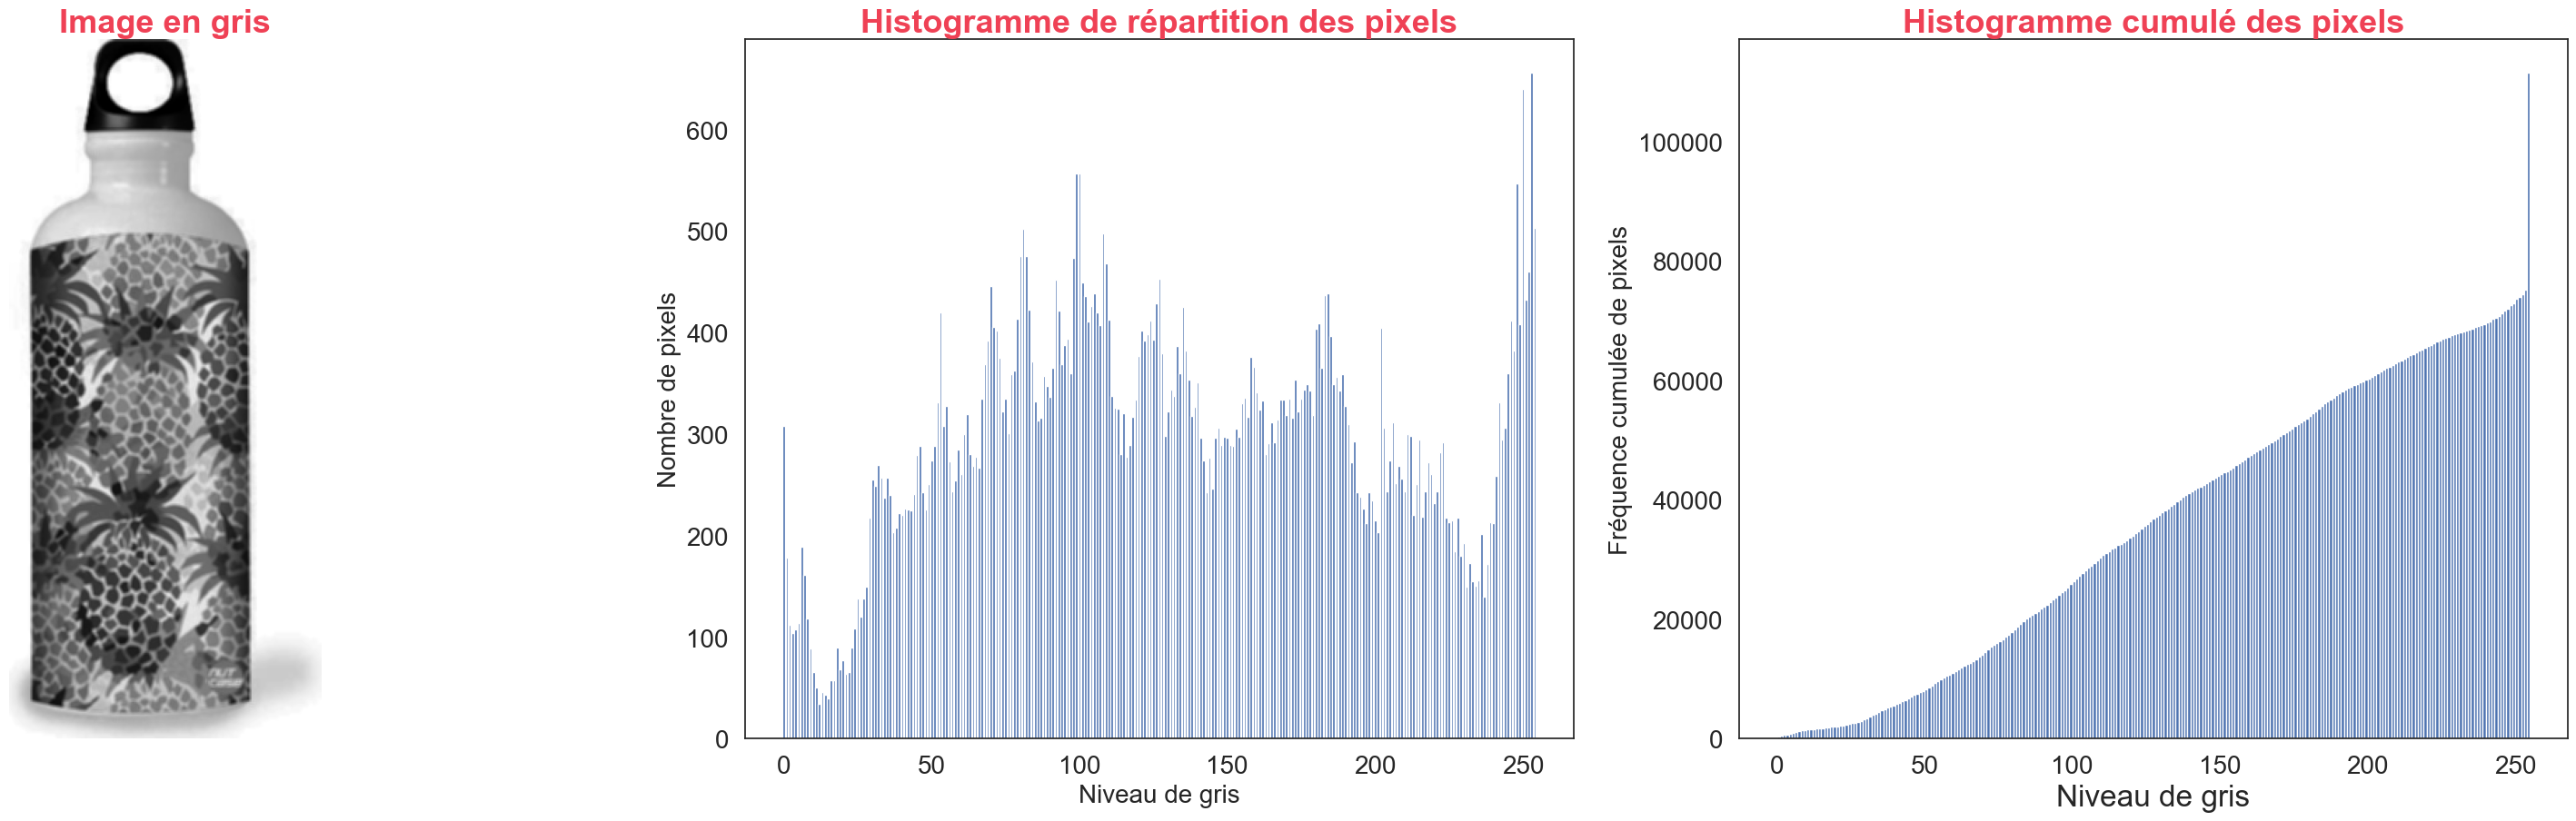 Image en gris
nut
case
Histogramme de répartition des pixels
Nombre de pixels
600
500
400
300
200
100
0
0 50 100 150 200 250
Niveau de gris
Histogramme cumulé des pixels
Fréquence cumulée de pixels
100000
80000
60000
40000
20000
0
0 50 100 150 200 250
Niveau de gris